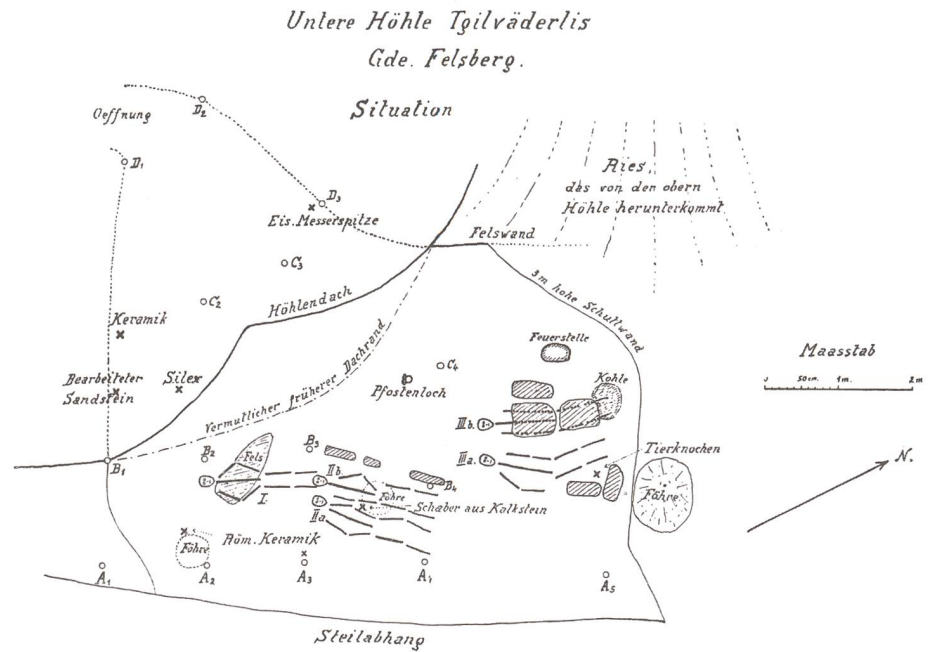 Untere Höhle Tgilväderlis
Gde. Felsberg.
Situation
Oeffnung
D2
D1
Ries,
das von den obern
Höhle herunterkommt
D3
Eis. Messerspitze
Felswand
C3
3m hohe Schuttwand
C2
Höhlendach
Keramik
Feuerstelle
Maasstab
0 50cm. 1m. 2m
C4
Vermutlicher früherer Dachrand
Bearbeiteter
Sandstein
Silex
Pfostenloch
Kohle
IIIb.
B3
Tierknochen
B1
B2
Fels
IIb.
IIIa.
N.
B4
I.
Föhre
Föhre
Schaber aus Kalkstein
IIa
Röm. Keramik
Föhre
A1
A2
A3
A4
A5
Steilabhang